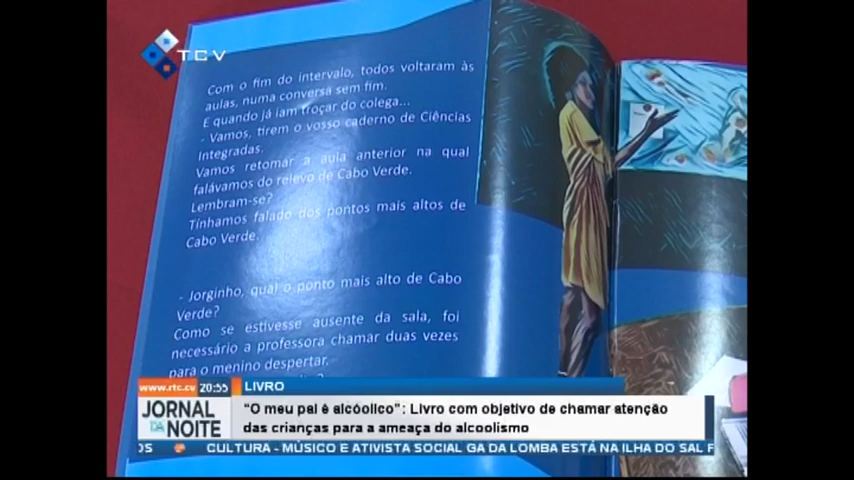 TCV
Com o fim do intervalo, todos voltaram às
aulas, numa conversa sem fim.
E quando já iam troçar do colega...
- Vamos, tirem o vosso caderno de Ciências
Integradas.
Vamos retomar a aula anterior na qual
falávamos do relevo de Cabo Verde.
Lembram-se?
Tínhamos falado dos pontos mais altos de
Cabo Verde.
- Jorginho, qual o ponto mais alto de Cabo
Verde?
Como se estivesse ausente da sala, foi
necessário a professora chamar duas vezes
para o menino despertar.
www.rtc.cv 20:55 LIVRO
JORNAL DA NOITE
"O meu pai é alcóolico": Livro com objetivo de chamar atenção
das crianças para a ameaça do alcoolismo
OS CULTURA - MÚSICO E ATIVISTA SOCIAL GA DA LOMBA ESTÁ NA ILHA DO SAL F